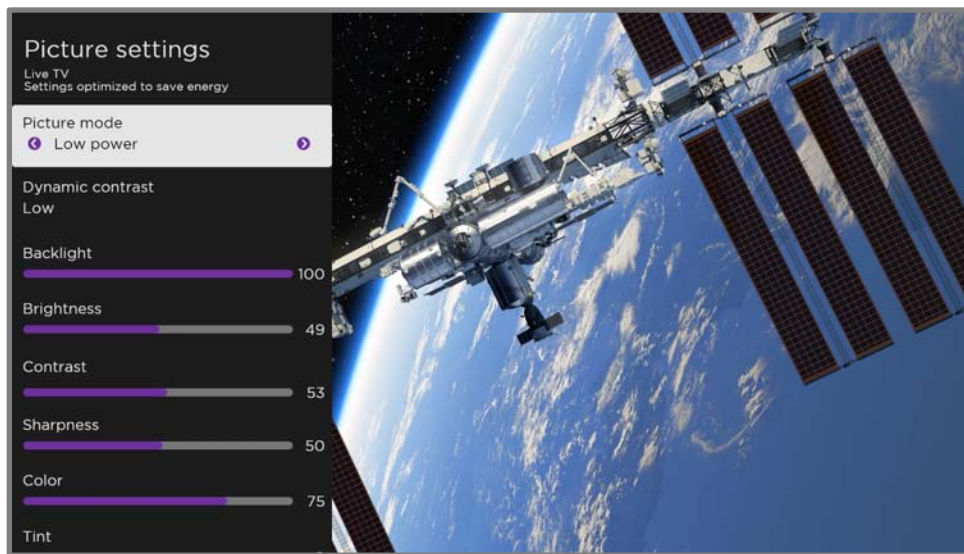 Picture settings
Live TV
Settings optimized to save energy
Picture mode
Low power
Dynamic contrast
Low
Backlight
100
Brightness
49
Contrast
53
Sharpness
50
Color
75
Tint